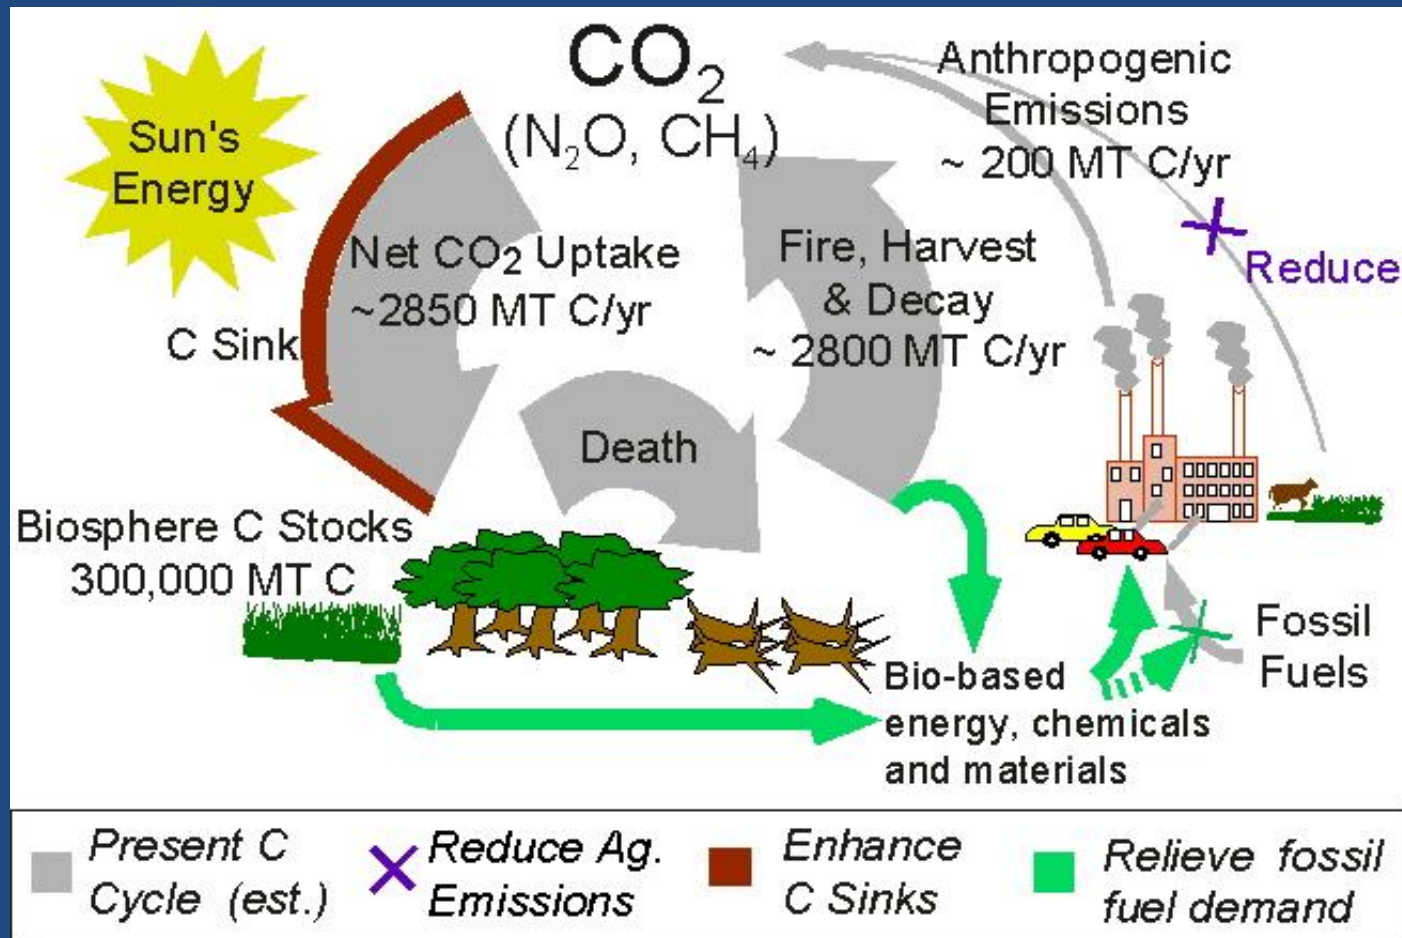 CO₂
(N₂O, CH₄)
Sun's
Energy
Anthropogenic
Emissions
~ 200 MT C/yr
Reduce
Net CO₂ Uptake
~2850 MT C/yr
Fire, Harvest
& Decay
~ 2800 MT C/yr
C Sink
Death
Biosphere C Stocks
300,000 MT C
Fossil
Fuels
Bio-based
energy, chemicals
and materials
Present C
Cycle (est.)
Reduce Ag.
Emissions
Enhance
C Sinks
Relieve fossil
fuel demand